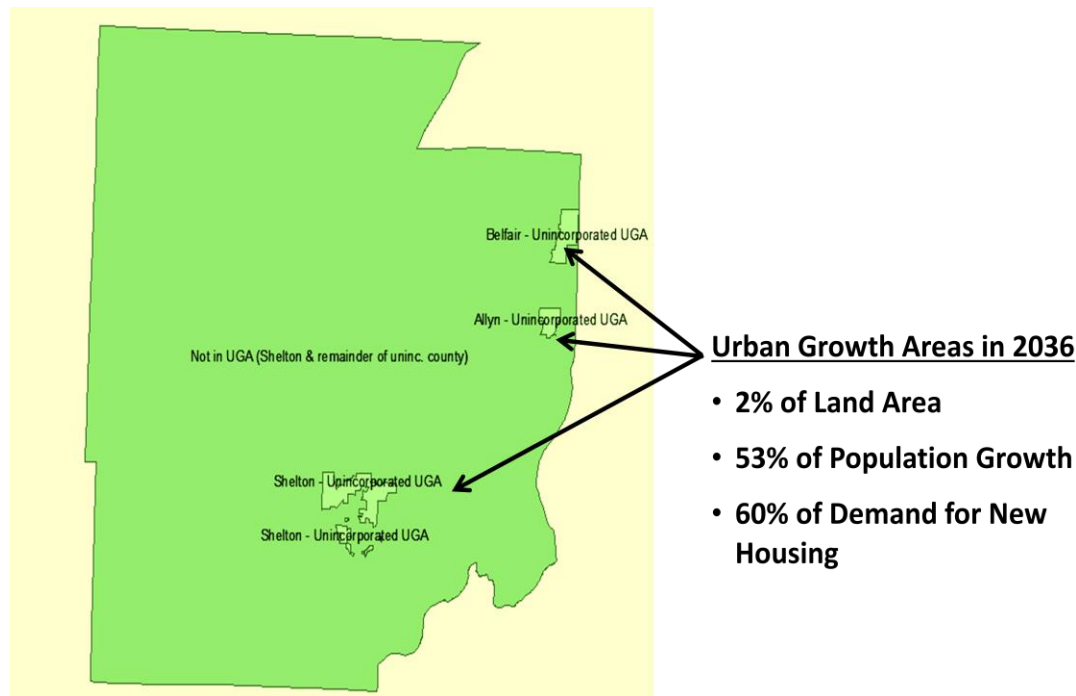 Belfair - Unincorporated UGA
Allyn - Unincorporated UGA
Not in UGA (Shelton & remainder of uninc. county)
Shelton - Unincorporated UGA
Shelton - Unincorporated UGA
Urban Growth Areas in 2036
• 2% of Land Area
• 53% of Population Growth
• 60% of Demand for New
Housing